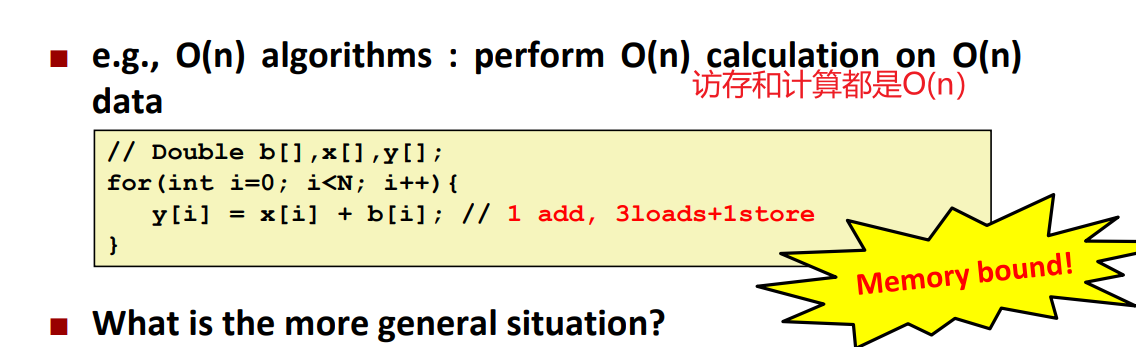 e.g., O(n) algorithms : perform O(n) calculation on O(n)
访存和计算都是O(n)
data
// Double b[],x[],y[];
for(int i=0; i<N; i++){
y[i] = x[i] + b[i]; // 1 add, 3loads+1store
}
Memory bound!
What is the more general situation?